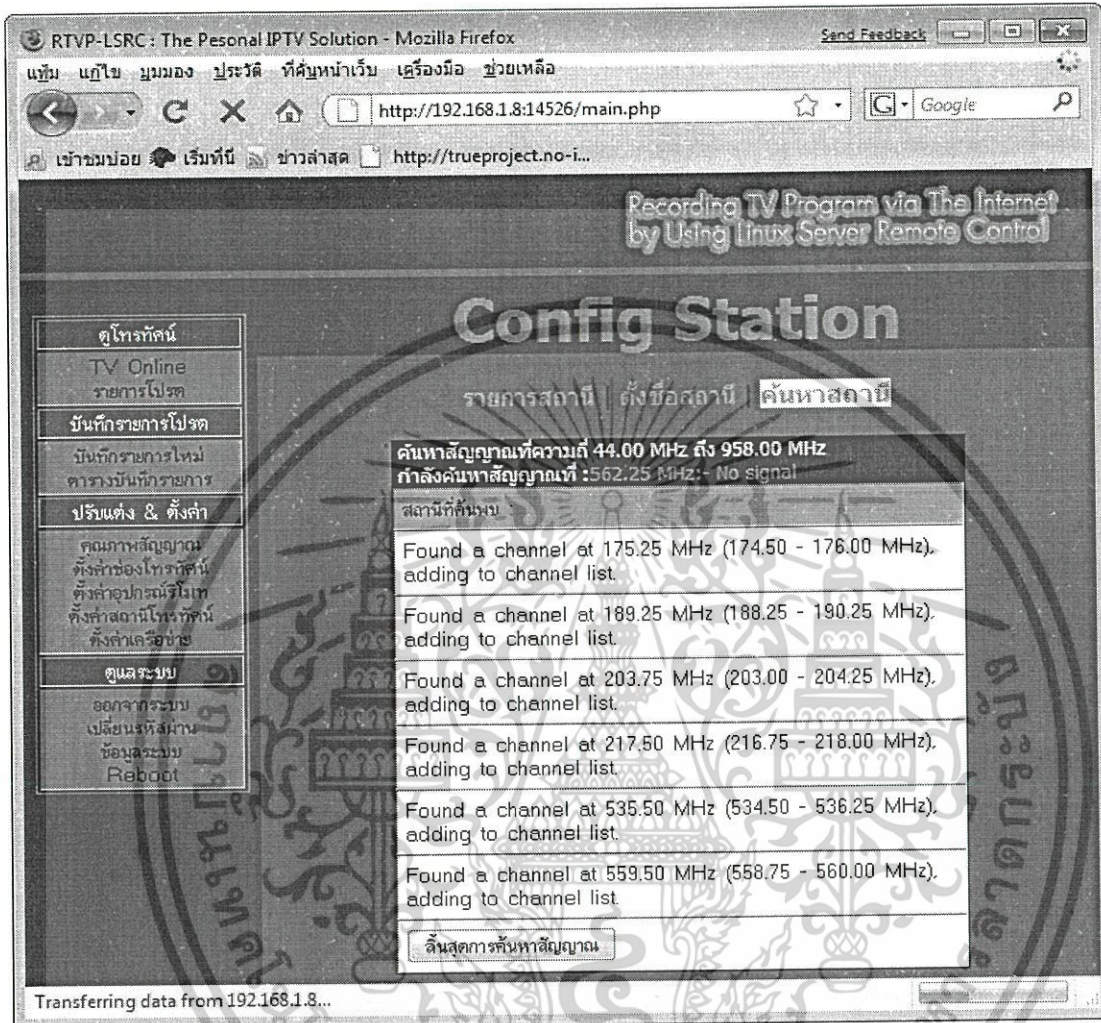 RTVP-LSRC : The Pesonal IPTV Solution - Mozilla Firefox
Send Feedback
แฟ้ม แก้ไข มุมมอง ประวัติ ที่คั่นหน้าเว็บ เครื่องมือ ช่วยเหลือ
http://192.168.1.8:14526/main.php
Google
เข้าชมบ่อย เริ่มที่นี่ ข่าวล่าสุด http://trueproject.no-i...
Recording TV Program via The Internet
by Using Linux Server Remote Control
Config Station
ดูโทรทัศน์
TV Online
รายการโปรด
บันทึกรายการโปรด
บันทึกรายการใหม่
ตารางบันทึกรายการ
ปรับแต่ง & ตั้งค่า
คุณภาพสัญญาณ
ตั้งค่าช่องโทรทัศน์
ตั้งค่าอุปกรณ์รีโมท
ตั้งค่าสถานีโทรทัศน์
ตั้งค่าเครือข่าย
ดูแลระบบ
ออกจากระบบ
เปลี่ยนรหัสผ่าน
ข้อมูลระบบ
Reboot
รายการสถานี | ตั้งชื่อสถานี | ค้นหาสถานี
ค้นหาสัญญาณที่ความถี่ 44.00 MHz ถึง 958.00 MHz
กำลังค้นหาสัญญาณที่ :562.25 MHz:- No signal
สถานีที่ค้นพบ :
Found a channel at 175.25 MHz (174.50 - 176.00 MHz),
adding to channel list.
Found a channel at 189.25 MHz (188.25 - 190.25 MHz),
adding to channel list.
Found a channel at 203.75 MHz (203.00 - 204.25 MHz),
adding to channel list.
Found a channel at 217.50 MHz (216.75 - 218.00 MHz),
adding to channel list.
Found a channel at 535.50 MHz (534.50 - 536.25 MHz),
adding to channel list.
Found a channel at 559.50 MHz (558.75 - 560.00 MHz),
adding to channel list.
สิ้นสุดการค้นหาสัญญาณ
Transferring data from 192.168.1.8...